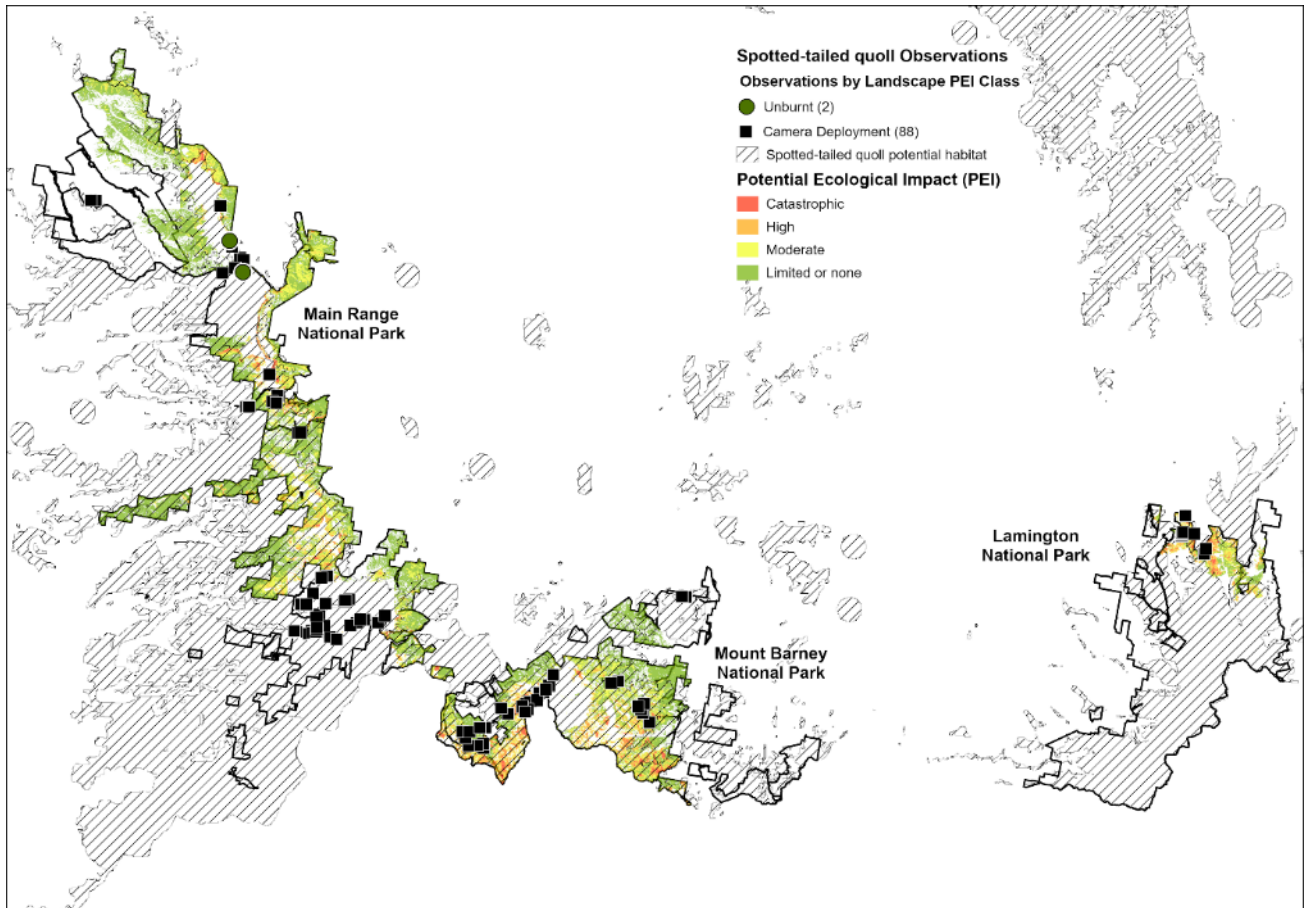 Spotted-tailed quoll Observations
Observations by Landscape PEI Class
Unburnt (2)
Camera Deployment (88)
Spotted-tailed quoll potential habitat
Potential Ecological Impact (PEI)
Catastrophic
High
Moderate
Limited or none
Main Range
National Park
Lamington
National Park
Mount Barney
National Park